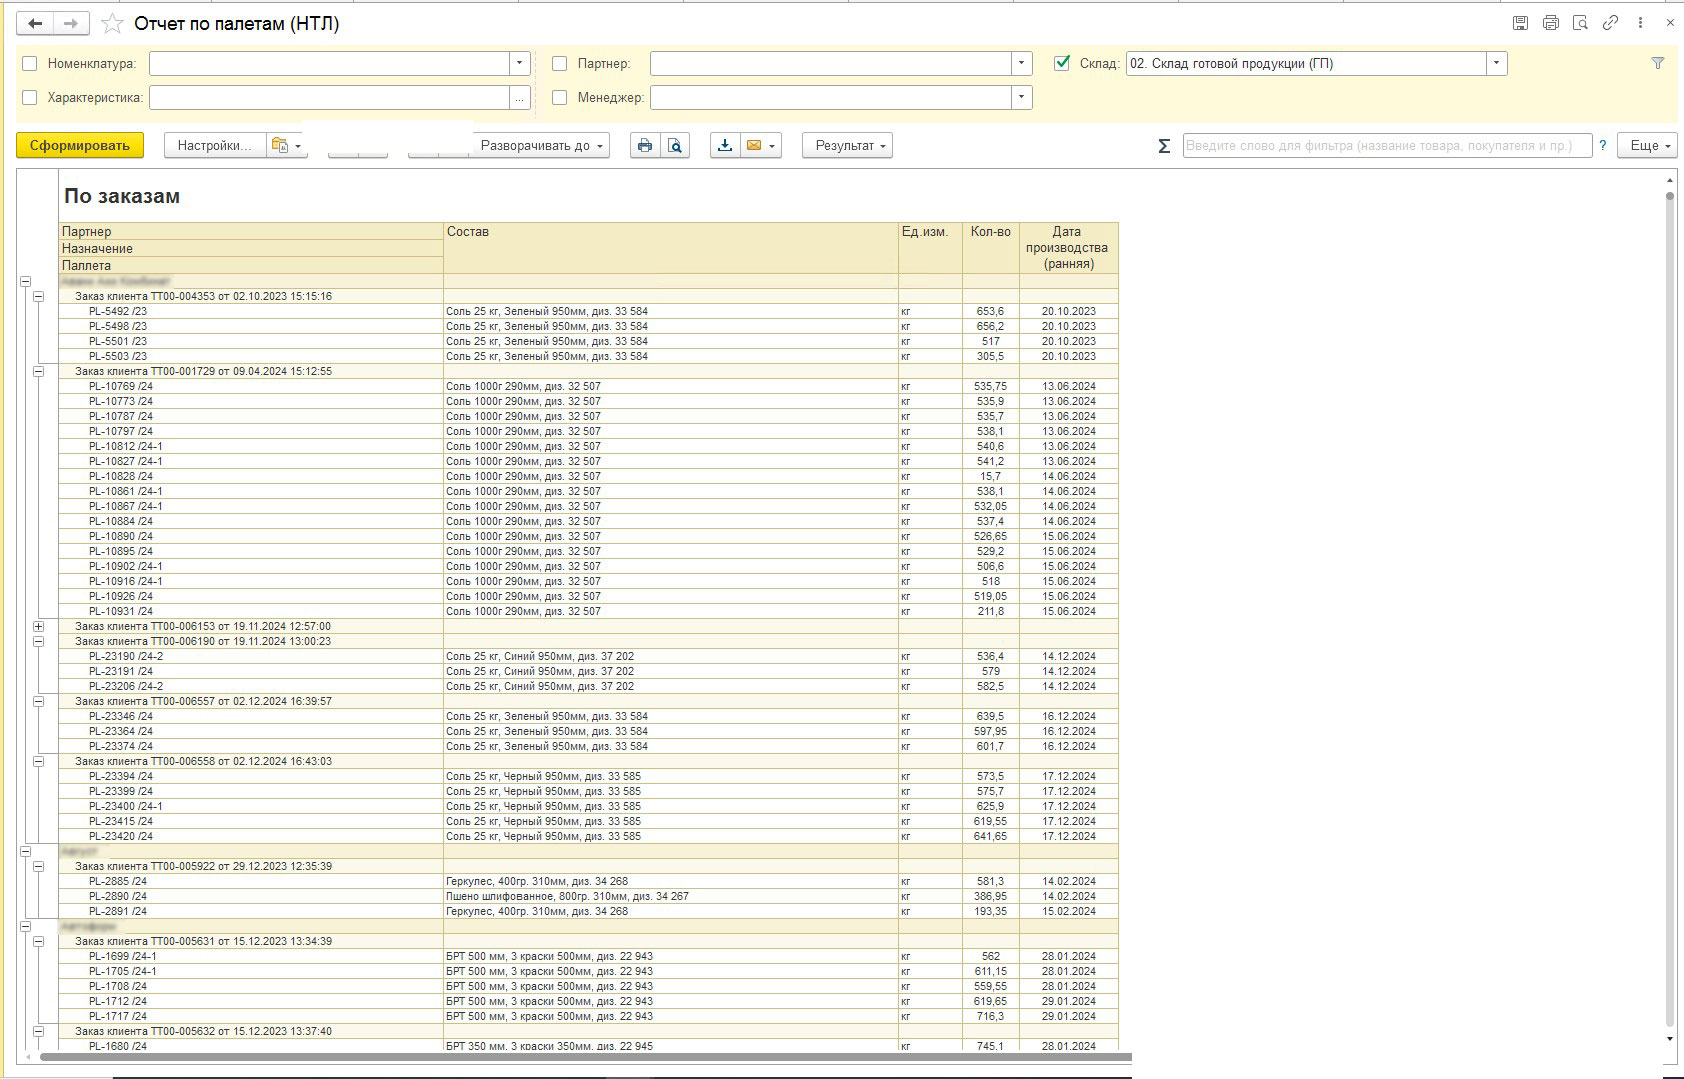 Отчет по палетам (НТЛ)
Номенклатура: Партнер: Склад: 02. Склад готовой продукции (ГП)
Характеристика: ... Менеджер:
Сформировать Настройки... Разворачивать до Результат Σ Введите слово для фильтра (название товара, покупателя и пр.) ? Еще
По заказам
Партнер Состав Ед.изм. Кол-во Дата
Назначение производства
Паллета (ранняя)
Заказ клиента ТТ00-004353 от 02.10.2023 15:15:16
PL-5492 /23 Соль 25 кг, Зеленый 950мм, диз. 33 584 кг 653,6 20.10.2023
PL-5498 /23 Соль 25 кг, Зеленый 950мм, диз. 33 584 кг 656,2 20.10.2023
PL-5501 /23 Соль 25 кг, Зеленый 950мм, диз. 33 584 кг 517 20.10.2023
PL-5503 /23 Соль 25 кг, Зеленый 950мм, диз. 33 584 кг 305,5 20.10.2023
Заказ клиента ТТ00-001729 от 09.04.2024 15:12:55
PL-10769 /24 Соль 1000г 290мм, диз. 32 507 кг 535,75 13.06.2024
PL-10773 /24 Соль 1000г 290мм, диз. 32 507 кг 535,9 13.06.2024
PL-10787 /24 Соль 1000г 290мм, диз. 32 507 кг 535,7 13.06.2024
PL-10797 /24 Соль 1000г 290мм, диз. 32 507 кг 538,1 13.06.2024
PL-10812 /24-1 Соль 1000г 290мм, диз. 32 507 кг 540,6 13.06.2024
PL-10827 /24-1 Соль 1000г 290мм, диз. 32 507 кг 541,2 13.06.2024
PL-10828 /24 Соль 1000г 290мм, диз. 32 507 кг 15,7 14.06.2024
PL-10861 /24-1 Соль 1000г 290мм, диз. 32 507 кг 538,1 14.06.2024
PL-10867 /24-1 Соль 1000г 290мм, диз. 32 507 кг 532,05 14.06.2024
PL-10884 /24 Соль 1000г 290мм, диз. 32 507 кг 537,4 14.06.2024
PL-10890 /24 Соль 1000г 290мм, диз. 32 507 кг 526,65 15.06.2024
PL-10895 /24 Соль 1000г 290мм, диз. 32 507 кг 529,2 15.06.2024
PL-10902 /24-1 Соль 1000г 290мм, диз. 32 507 кг 506,6 15.06.2024
PL-10916 /24-1 Соль 1000г 290мм, диз. 32 507 кг 518 15.06.2024
PL-10926 /24 Соль 1000г 290мм, диз. 32 507 кг 519,05 15.06.2024
PL-10931 /24 Соль 1000г 290мм, диз. 32 507 кг 211,8 15.06.2024
Заказ клиента ТТ00-006153 от 19.11.2024 12:57:00
Заказ клиента ТТ00-006190 от 19.11.2024 13:00:23
PL-23190 /24-2 Соль 25 кг, Синий 950мм, диз. 37 202 кг 536,4 14.12.2024
PL-23191 /24 Соль 25 кг, Синий 950мм, диз. 37 202 кг 579 14.12.2024
PL-23206 /24-2 Соль 25 кг, Синий 950мм, диз. 37 202 кг 582,5 14.12.2024
Заказ клиента ТТ00-006557 от 02.12.2024 16:39:57
PL-23346 /24 Соль 25 кг, Зеленый 950мм, диз. 33 584 кг 639,5 16.12.2024
PL-23364 /24 Соль 25 кг, Зеленый 950мм, диз. 33 584 кг 597,95 16.12.2024
PL-23374 /24 Соль 25 кг, Зеленый 950мм, диз. 33 584 кг 601,7 16.12.2024
Заказ клиента ТТ00-006558 от 02.12.2024 16:43:03
PL-23394 /24 Соль 25 кг, Черный 950мм, диз. 33 585 кг 573,5 17.12.2024
PL-23399 /24 Соль 25 кг, Черный 950мм, диз. 33 585 кг 575,7 17.12.2024
PL-23400 /24-1 Соль 25 кг, Черный 950мм, диз. 33 585 кг 625,9 17.12.2024
PL-23415 /24 Соль 25 кг, Черный 950мм, диз. 33 585 кг 619,55 17.12.2024
PL-23420 /24 Соль 25 кг, Черный 950мм, диз. 33 585 кг 641,65 17.12.2024
Заказ клиента ТТ00-005922 от 29.12.2023 12:35:39
PL-2885 /24 Геркулес, 400гр. 310мм, диз. 34 268 кг 581,3 14.02.2024
PL-2890 /24 Пшено шлифованное, 800гр. 310мм, диз. 34 267 кг 386,95 14.02.2024
PL-2891 /24 Геркулес, 400гр. 310мм, диз. 34 268 кг 193,35 15.02.2024
Заказ клиента ТТ00-005631 от 15.12.2023 13:34:39
PL-1699 /24-1 БРТ 500 мм, 3 краски 500мм, диз. 22 943 кг 562 28.01.2024
PL-1705 /24-1 БРТ 500 мм, 3 краски 500мм, диз. 22 943 кг 611,15 28.01.2024
PL-1708 /24 БРТ 500 мм, 3 краски 500мм, диз. 22 943 кг 559,55 28.01.2024
PL-1712 /24 БРТ 500 мм, 3 краски 500мм, диз. 22 943 кг 619,65 29.01.2024
PL-1717 /24 БРТ 500 мм, 3 краски 500мм, диз. 22 943 кг 716,3 29.01.2024
Заказ клиента ТТ00-005632 от 15.12.2023 13:37:40
PL-1680 /24 БРТ 350 мм, 3 краски 350мм, диз. 22 945 кг 745,1 28.01.2024